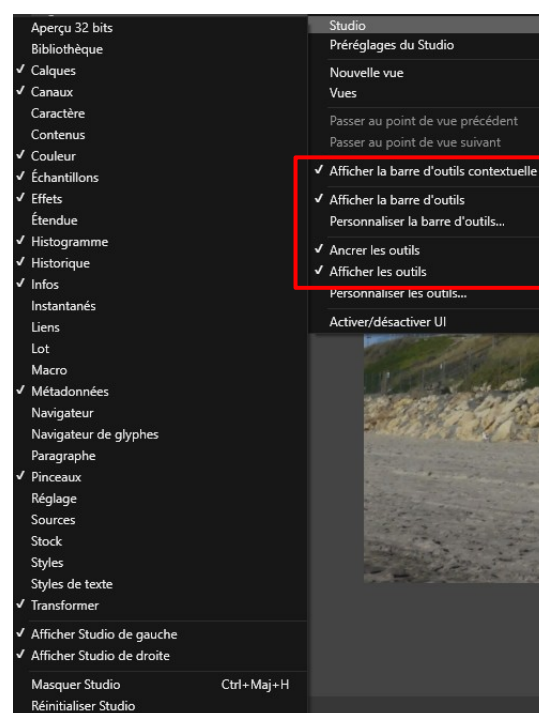 Aperçu 32 bits
Bibliothèque
✓ Calques
✓ Canaux
Caractère
Contenus
✓ Couleur
✓ Échantillons
✓ Effets
Étendue
✓ Histogramme
✓ Historique
✓ Infos
Instantanés
Liens
Lot
Macro
✓ Métadonnées
Navigateur
Navigateur de glyphes
Paragraphe
✓ Pinceaux
Réglage
Sources
Stock
Styles
Styles de texte
✓ Transformer
✓ Afficher Studio de gauche
✓ Afficher Studio de droite
Masquer Studio Ctrl+Maj+H
Réinitialiser Studio
Studio
Préréglages du Studio
Nouvelle vue
Vues
Passer au point de vue précédent
Passer au point de vue suivant
✓ Afficher la barre d'outils contextuelle
✓ Afficher la barre d'outils
Personnaliser la barre d'outils...
✓ Ancrer les outils
✓ Afficher les outils
Personnaliser les outils...
Activer/désactiver UI